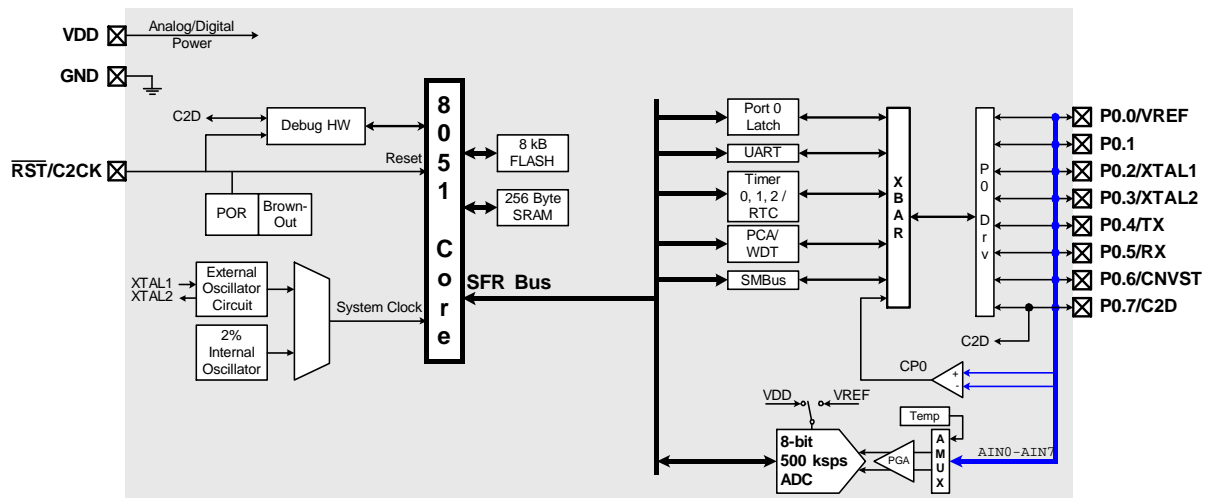 VDD
Analog/Digital
Power
GND
C2D
Debug HW
RST/C2CK
Reset
POR
Brown-
Out
XTAL1
XTAL2
External
Oscillator
Circuit
2%
Internal
Oscillator
System Clock
8
0
5
1
C
o
r
e
8 kB
FLASH
256 Byte
SRAM
SFR Bus
Port 0
Latch
UART
Timer
0, 1, 2 /
RTC
PCA/
WDT
SMBus
X
B
A
R
P
0
D
r
v
P0.0/VREF
P0.1
P0.2/XTAL1
P0.3/XTAL2
P0.4/TX
P0.5/RX
P0.6/CNVST
P0.7/C2D
C2D
CP0
+
-
VDD
VREF
8-bit
500 ksps
ADC
PGA
Temp
A
M
U
X
AIN0-AIN7